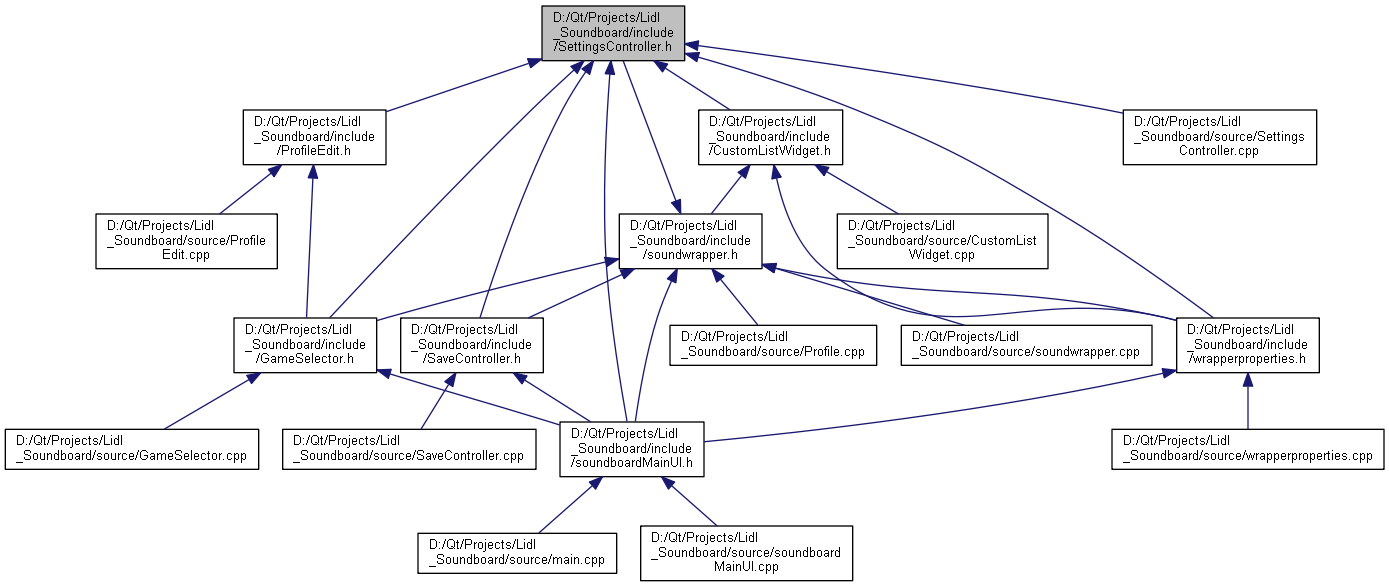 D:/Qt/Projects/Lidl
_Soundboard/include
/SettingsController.h
D:/Qt/Projects/Lidl
_Soundboard/include
/ProfileEdit.h
D:/Qt/Projects/Lidl
_Soundboard/include
/CustomListWidget.h
D:/Qt/Projects/Lidl
_Soundboard/source/Settings
Controller.cpp
D:/Qt/Projects/Lidl
_Soundboard/source/Profile
Edit.cpp
D:/Qt/Projects/Lidl
_Soundboard/include
/soundwrapper.h
D:/Qt/Projects/Lidl
_Soundboard/source/CustomList
Widget.cpp
D:/Qt/Projects/Lidl
_Soundboard/include
/GameSelector.h
D:/Qt/Projects/Lidl
_Soundboard/include
/SaveController.h
D:/Qt/Projects/Lidl
_Soundboard/source/Profile.cpp
D:/Qt/Projects/Lidl
_Soundboard/source/soundwrapper.cpp
D:/Qt/Projects/Lidl
_Soundboard/include
/wrapperproperties.h
D:/Qt/Projects/Lidl
_Soundboard/source/GameSelector.cpp
D:/Qt/Projects/Lidl
_Soundboard/source/SaveController.cpp
D:/Qt/Projects/Lidl
_Soundboard/include
/soundboardMainUI.h
D:/Qt/Projects/Lidl
_Soundboard/source/wrapperproperties.cpp
D:/Qt/Projects/Lidl
_Soundboard/source/main.cpp
D:/Qt/Projects/Lidl
_Soundboard/source/soundboard
MainUI.cpp